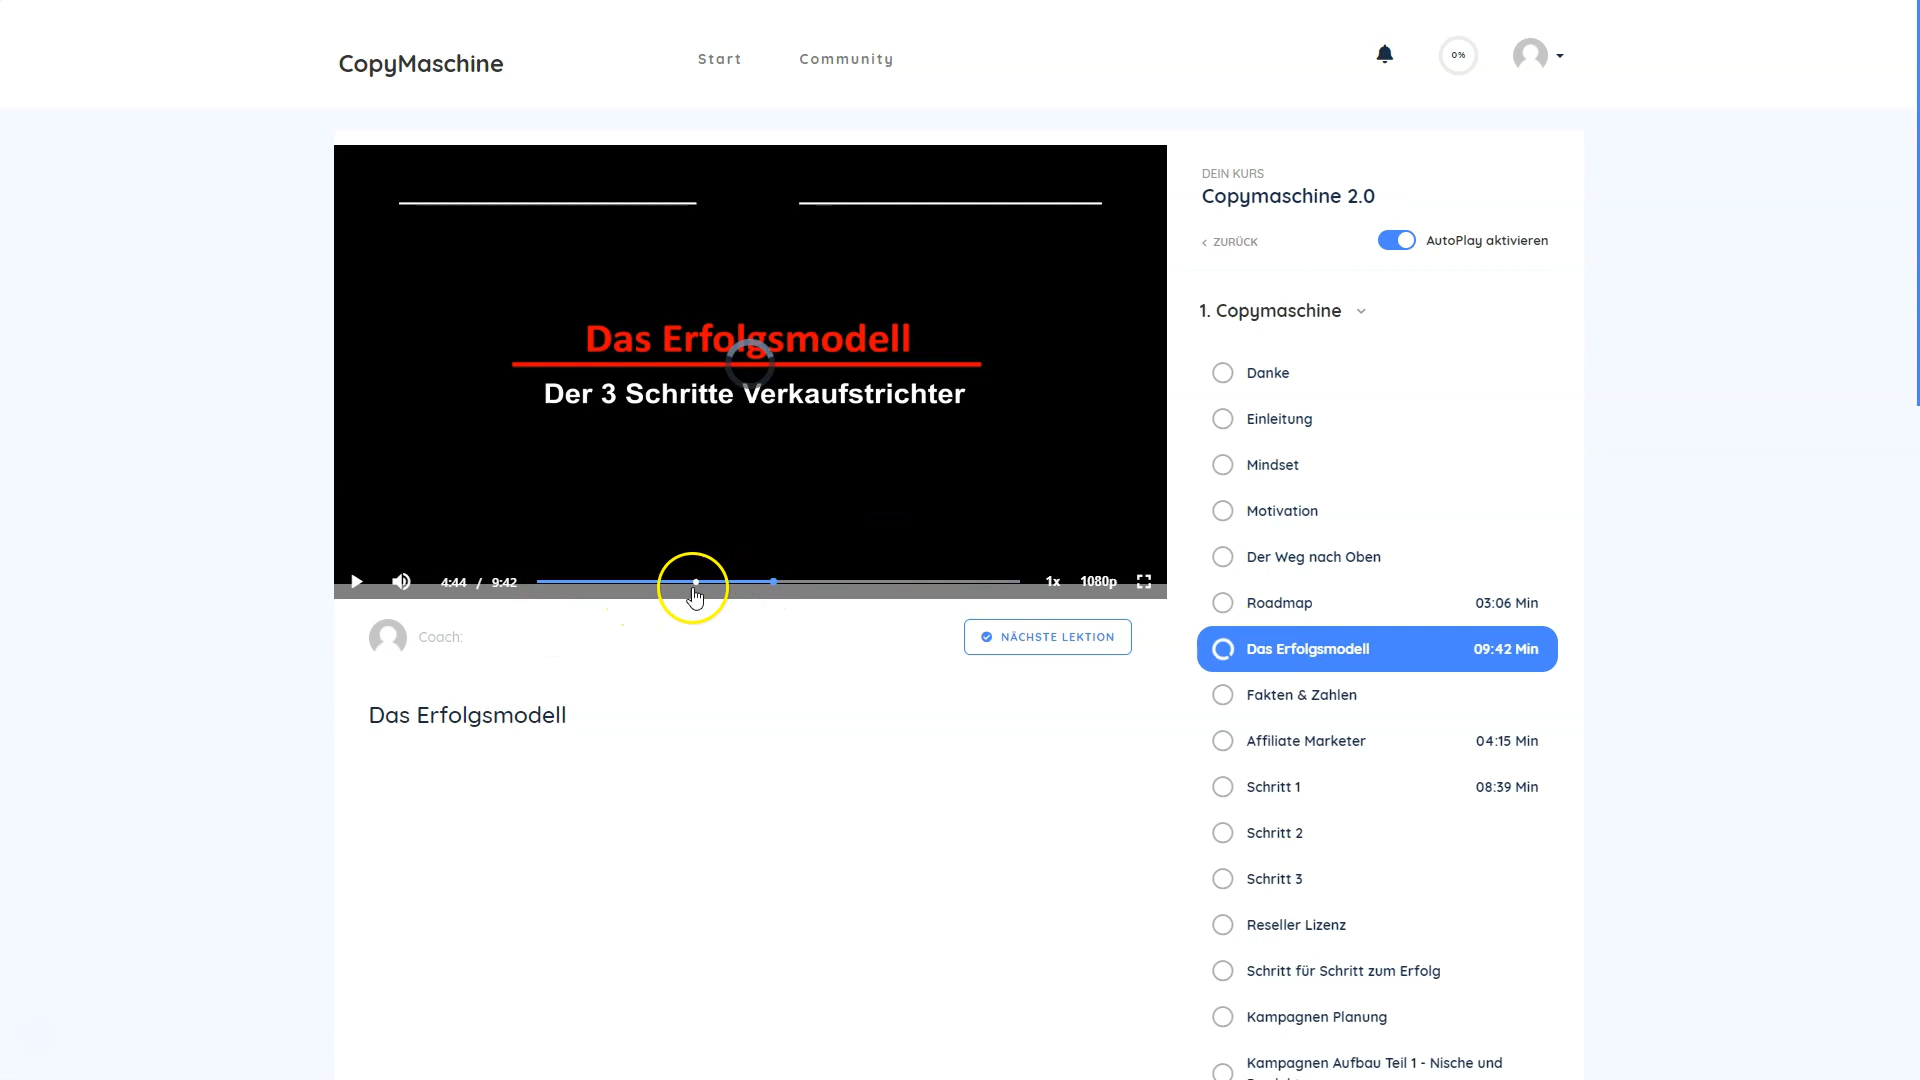 CopyMaschine
Start
Community
0%
Das Erfolgsmodell
Der 3 Schritte Verkaufstrichter
4:44 / 9:42
1x
1080p
Coach:
NÄCHSTE LEKTION
Das Erfolgsmodell
DEIN KURS
Copymaschine 2.0
‹ ZURÜCK
AutoPlay aktivieren
1. Copymaschine
Danke
Einleitung
Mindset
Motivation
Der Weg nach Oben
Roadmap 03:06 Min
Das Erfolgsmodell 09:42 Min
Fakten & Zahlen
Affiliate Marketer 04:15 Min
Schritt 1 08:39 Min
Schritt 2
Schritt 3
Reseller Lizenz
Schritt für Schritt zum Erfolg
Kampagnen Planung
Kampagnen Aufbau Teil 1 - Nische und